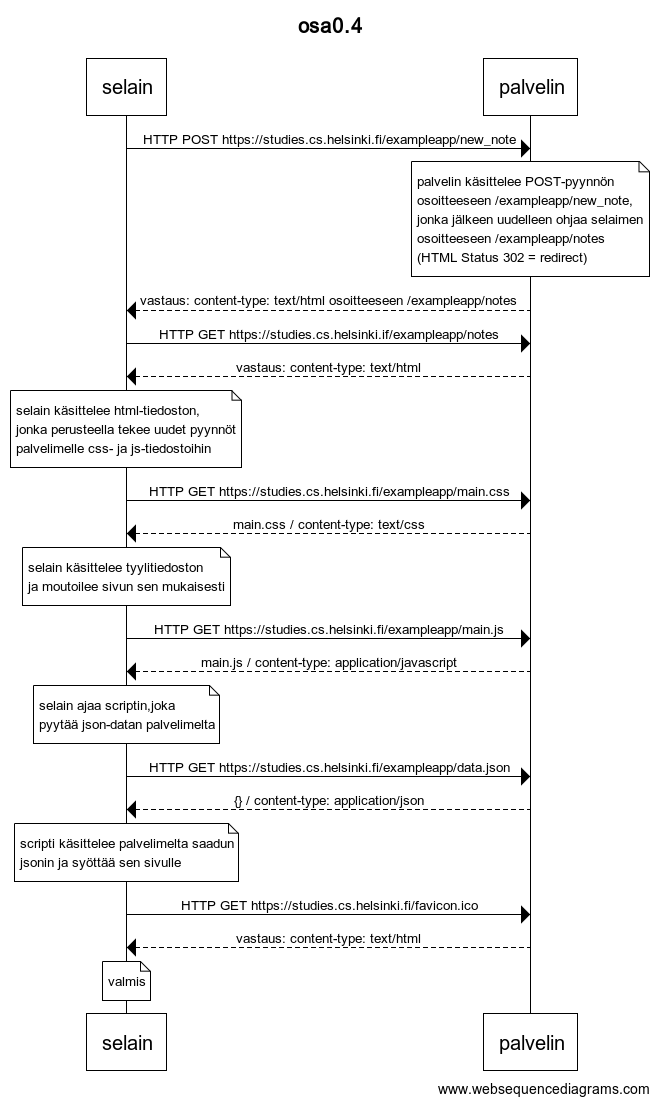 osa0.4
selain
palvelin
HTTP POST https://studies.cs.helsinki.fi/exampleapp/new_note
palvelin käsittelee POST-pyynnön
osoitteeseen /exampleapp/new_note,
jonka jälkeen uudelleen ohjaa selaimen
osoitteeseen /exampleapp/notes
(HTML Status 302 = redirect)
vastaus: content-type: text/html osoitteeseen /exampleapp/notes
HTTP GET https://studies.cs.helsinki.if/exampleapp/notes
vastaus: content-type: text/html
selain käsittelee html-tiedoston,
jonka perusteella tekee uudet pyynnöt
palvelimelle css- ja js-tiedostoihin
HTTP GET https://studies.cs.helsinki.fi/exampleapp/main.css
main.css / content-type: text/css
selain käsittelee tyylitiedoston
ja moutoilee sivun sen mukaisesti
HTTP GET https://studies.cs.helsinki.fi/exampleapp/main.js
main.js / content-type: application/javascript
selain ajaa scriptin,joka
pyytää json-datan palvelimelta
HTTP GET https://studies.cs.helsinki.fi/exampleapp/data.json
{} / content-type: application/json
scripti käsittelee palvelimelta saadun
jsonin ja syöttää sen sivulle
HTTP GET https://studies.cs.helsinki.fi/favicon.ico
vastaus: content-type: text/html
valmis
selain
palvelin
www.websequencediagrams.com